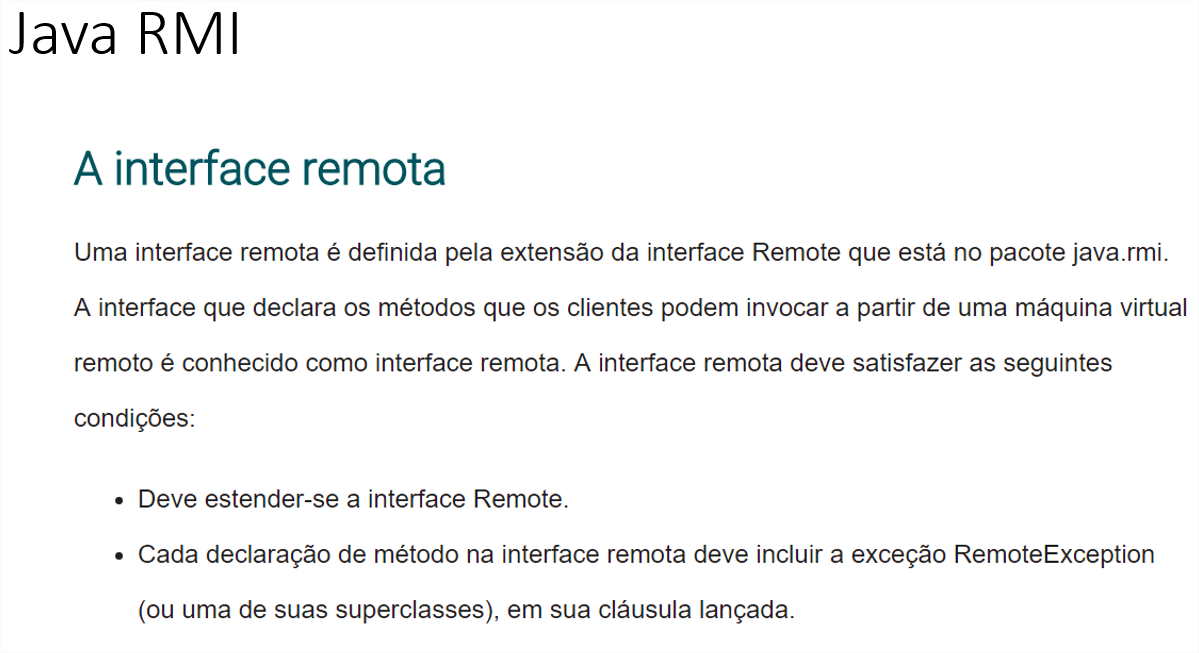 Java RMI
A interface remota
Uma interface remota é definida pela extensão da interface Remote que está no pacote java.rmi.
A interface que declara os métodos que os clientes podem invocar a partir de uma máquina virtual
remoto é conhecido como interface remota. A interface remota deve satisfazer as seguintes
condições:
• Deve estender-se a interface Remote.
• Cada declaração de método na interface remota deve incluir a exceção RemoteException
(ou uma de suas superclasses), em sua cláusula lançada.